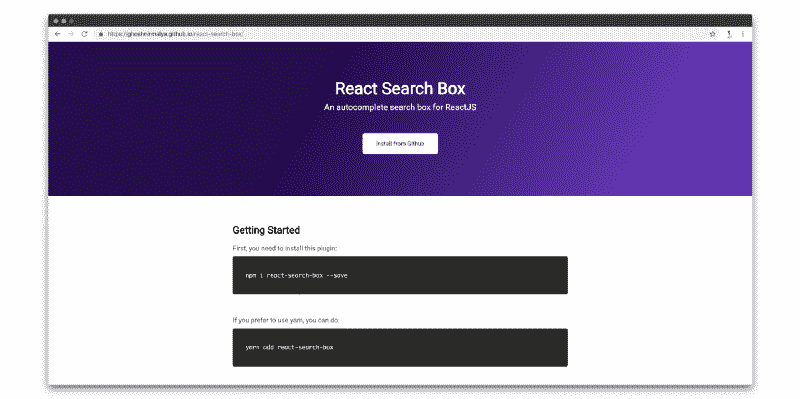 https://ghoshnirmalya.github.io/react-search-box/
React Search Box
An autocomplete search box for ReactJS
Install from Github
Getting Started
First, you need to install this plugin:
npm i react-search-box --save
If you prefer to use yarn, you can do:
yarn add react-search-box